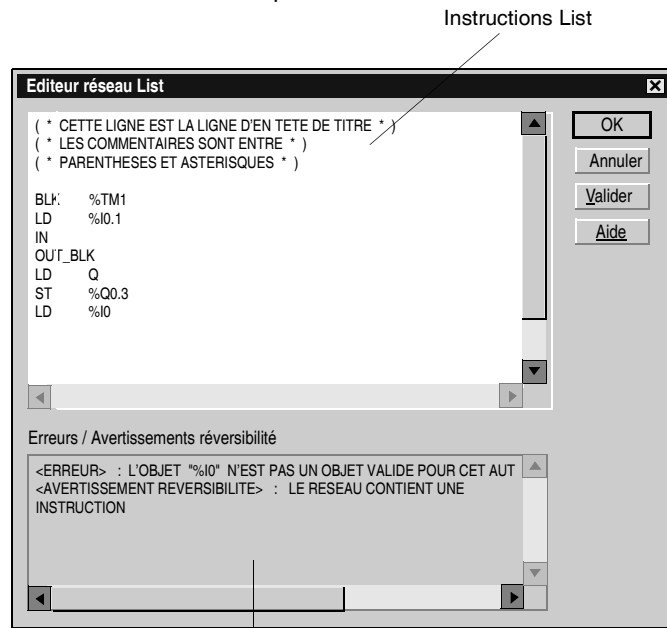 Instructions List
Editeur réseau List
( * CETTE LIGNE EST LA LIGNE D'EN TETE DE TITRE * )
( * LES COMMENTAIRES SONT ENTRE * )
( * PARENTHESES ET ASTERISQUES * )
BLK %TM1
LD %I0.1
IN
OUT_BLK
LD Q
ST %Q0.3
LD %I0
OK
Annuler
Valider
Aide
Erreurs / Avertissements réversibilité
<ERREUR> : L'OBJET "%I0" N'EST PAS UN OBJET VALIDE POUR CET AUT
<AVERTISSEMENT REVERSIBILITE> : LE RESEAU CONTIENT UNE
INSTRUCTION